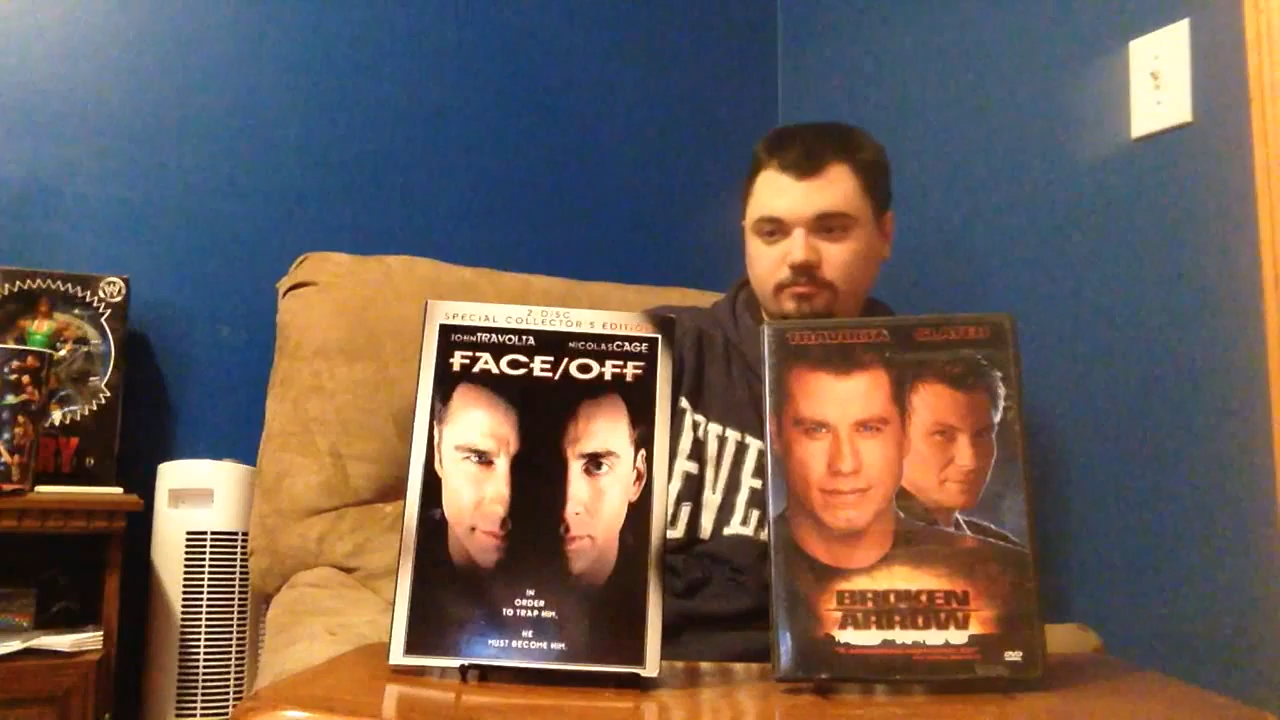 2 DISC
SPECIAL COLLECTOR'S EDITION
JOHN TRAVOLTA NICOLAS CAGE
FACE/OFF
IN
ORDER
TO TRAP HIM,
HE
MUST BECOME HIM.
TRAVOLTA SLATER
BROKEN
ARROW
DVD
EVE
W
RY